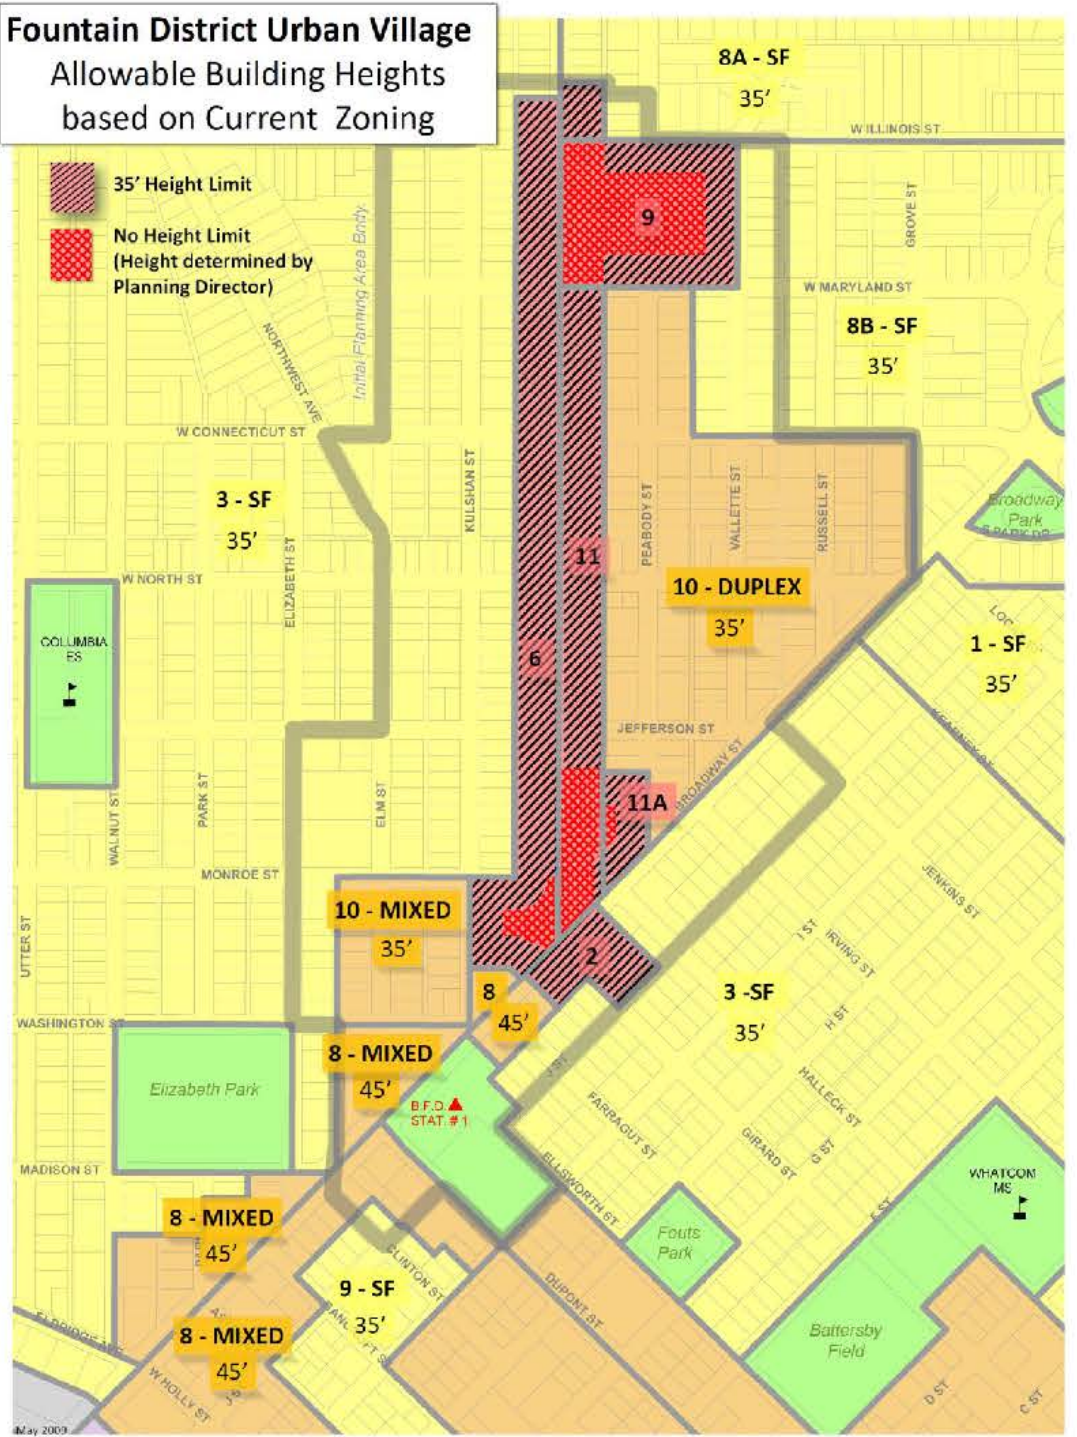 Fountain District Urban Village
Allowable Building Heights
based on Current Zoning
35' Height Limit
No Height Limit
(Height determined by
Planning Director)
8A - SF
35'
W ILLINOIS ST
9
GROVE ST
W MARYLAND ST
8B - SF
35'
Initial Planning Area Bndy.
NORTHWEST AVE
W CONNECTICUT ST
KULSHAN ST
3 - SF
35'
ELIZABETH ST
W NORTH ST
COLUMBIA
ES
PEABODY ST
VALLETTE ST
RUSSELL ST
Broadway
Park
S PARK DR
11
10 - DUPLEX
35'
6
1 - SF
35'
KEARNEY ST
JEFFERSON ST
BROADWAY ST
11A
WALNUT ST
PARK ST
ELM ST
MONROE ST
UTTER ST
10 - MIXED
35'
2
JENKINS ST
I ST
IRVING ST
3 -SF
35'
H ST
8
45'
WASHINGTON ST
8 - MIXED
45'
Elizabeth Park
B.F.D.
STAT. #1
J ST
FARRAGUT ST
HALLECK ST
GIRARD ST
G ST
MADISON ST
ELLSWORTH ST
WHATCOM
MS
F ST
Fouts
Park
8 - MIXED
45'
CLINTON ST
9 - SF
35'
DUPONT ST
8 - MIXED
45'
ELDRIDGE AVE
W HOLLY ST
Battersby
Field
D ST
C ST
May 2009